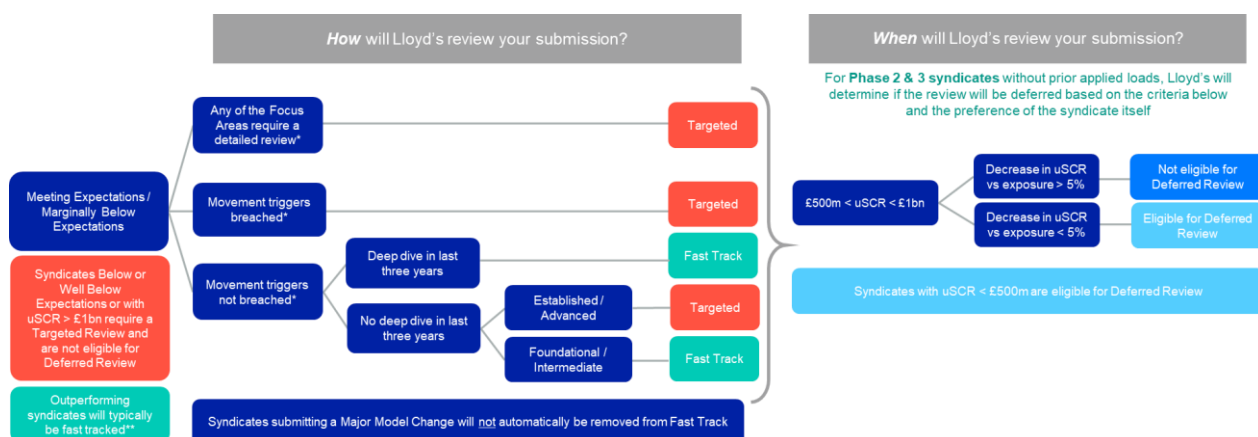 How will Lloyd's review your submission?
When will Lloyd's review your submission?
For Phase 2 & 3 syndicates without prior applied loads, Lloyd's will
determine if the review will be deferred based on the criteria below
and the preference of the syndicate itself
Any of the Focus
Areas require a
detailed review*
Targeted
Meeting Expectations /
Marginally Below
Expectations
Movement triggers
breached*
Targeted
Movement triggers
not breached*
Deep dive in last
three years
Fast Track
No deep dive in last
three years
Established /
Advanced
Targeted
Foundational /
Intermediate
Fast Track
Syndicates Below or
Well Below
Expectations or with
uSCR > £1bn require a
Targeted Review and
are not eligible for
Deferred Review
Outperforming
syndicates will typically
be fast tracked**
Syndicates submitting a Major Model Change will not automatically be removed from Fast Track
£500m < uSCR < £1bn
Decrease in uSCR
vs exposure > 5%
Not eligible for
Deferred Review
Decrease in uSCR
vs exposure < 5%
Eligible for Deferred
Review
Syndicates with uSCR < £500m are eligible for Deferred Review